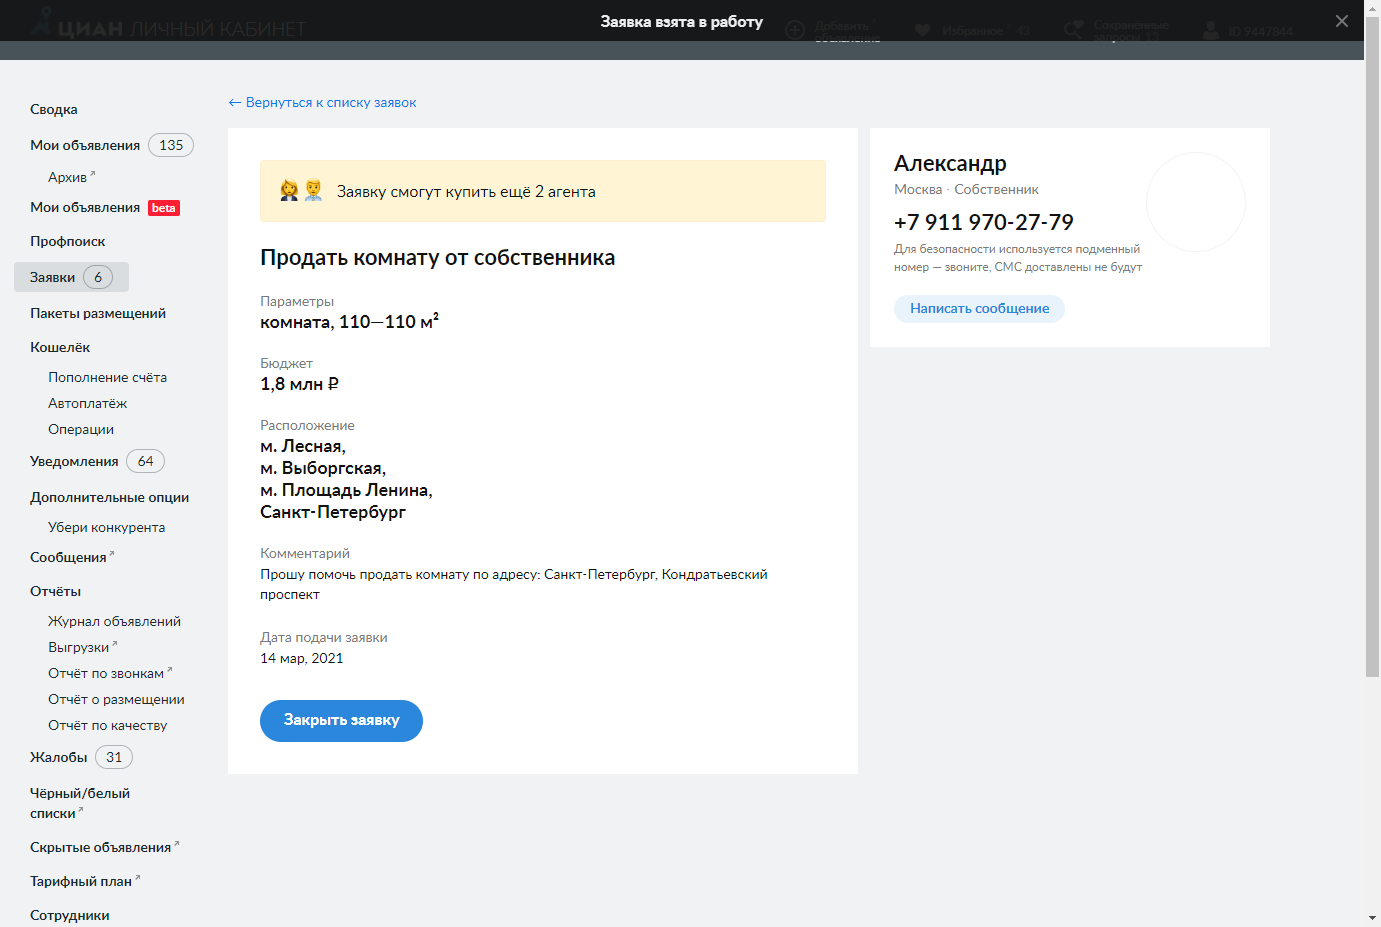 ЦИАН ЛИЧНЫЙ КАБИНЕТ
Заявка взята в работу
Добавить
объявление
Избранное 43
Сохранённые
запросы
ID 9447844
Сводка
Мои объявления 135
Архив
Мои объявления beta
Профпоиск
Заявки 6
Пакеты размещений
Кошелёк
Пополнение счёта
Автоплатёж
Операции
Уведомления 64
Дополнительные опции
Убери конкурента
Сообщения
Отчёты
Журнал объявлений
Выгрузки
Отчёт по звонкам
Отчёт о размещении
Отчёт по качеству
Жалобы 31
Чёрный/белый
списки
Скрытые объявления
Тарифный план
Сотрудники
← Вернуться к списку заявок
Заявку смогут купить ещё 2 агента
Продать комнату от собственника
Параметры
комната, 110—110 м²
Бюджет
1,8 млн ₽
Расположение
м. Лесная,
м. Выборгская,
м. Площадь Ленина,
Санкт-Петербург
Комментарий
Прошу помочь продать комнату по адресу: Санкт-Петербург, Кондратьевский
проспект
Дата подачи заявки
14 мар, 2021
Закрыть заявку
Александр
Москва · Собственник
+7 911 970-27-79
Для безопасности используется подменный
номер — звоните, СМС доставлены не будут
Написать сообщение